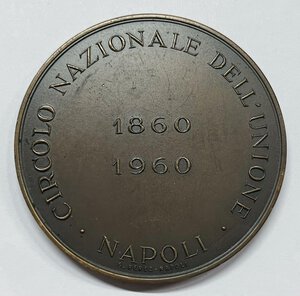 · CIRCOLO NAZIONALE DELL'UNIONE ·
1860
1960
NAPOLI